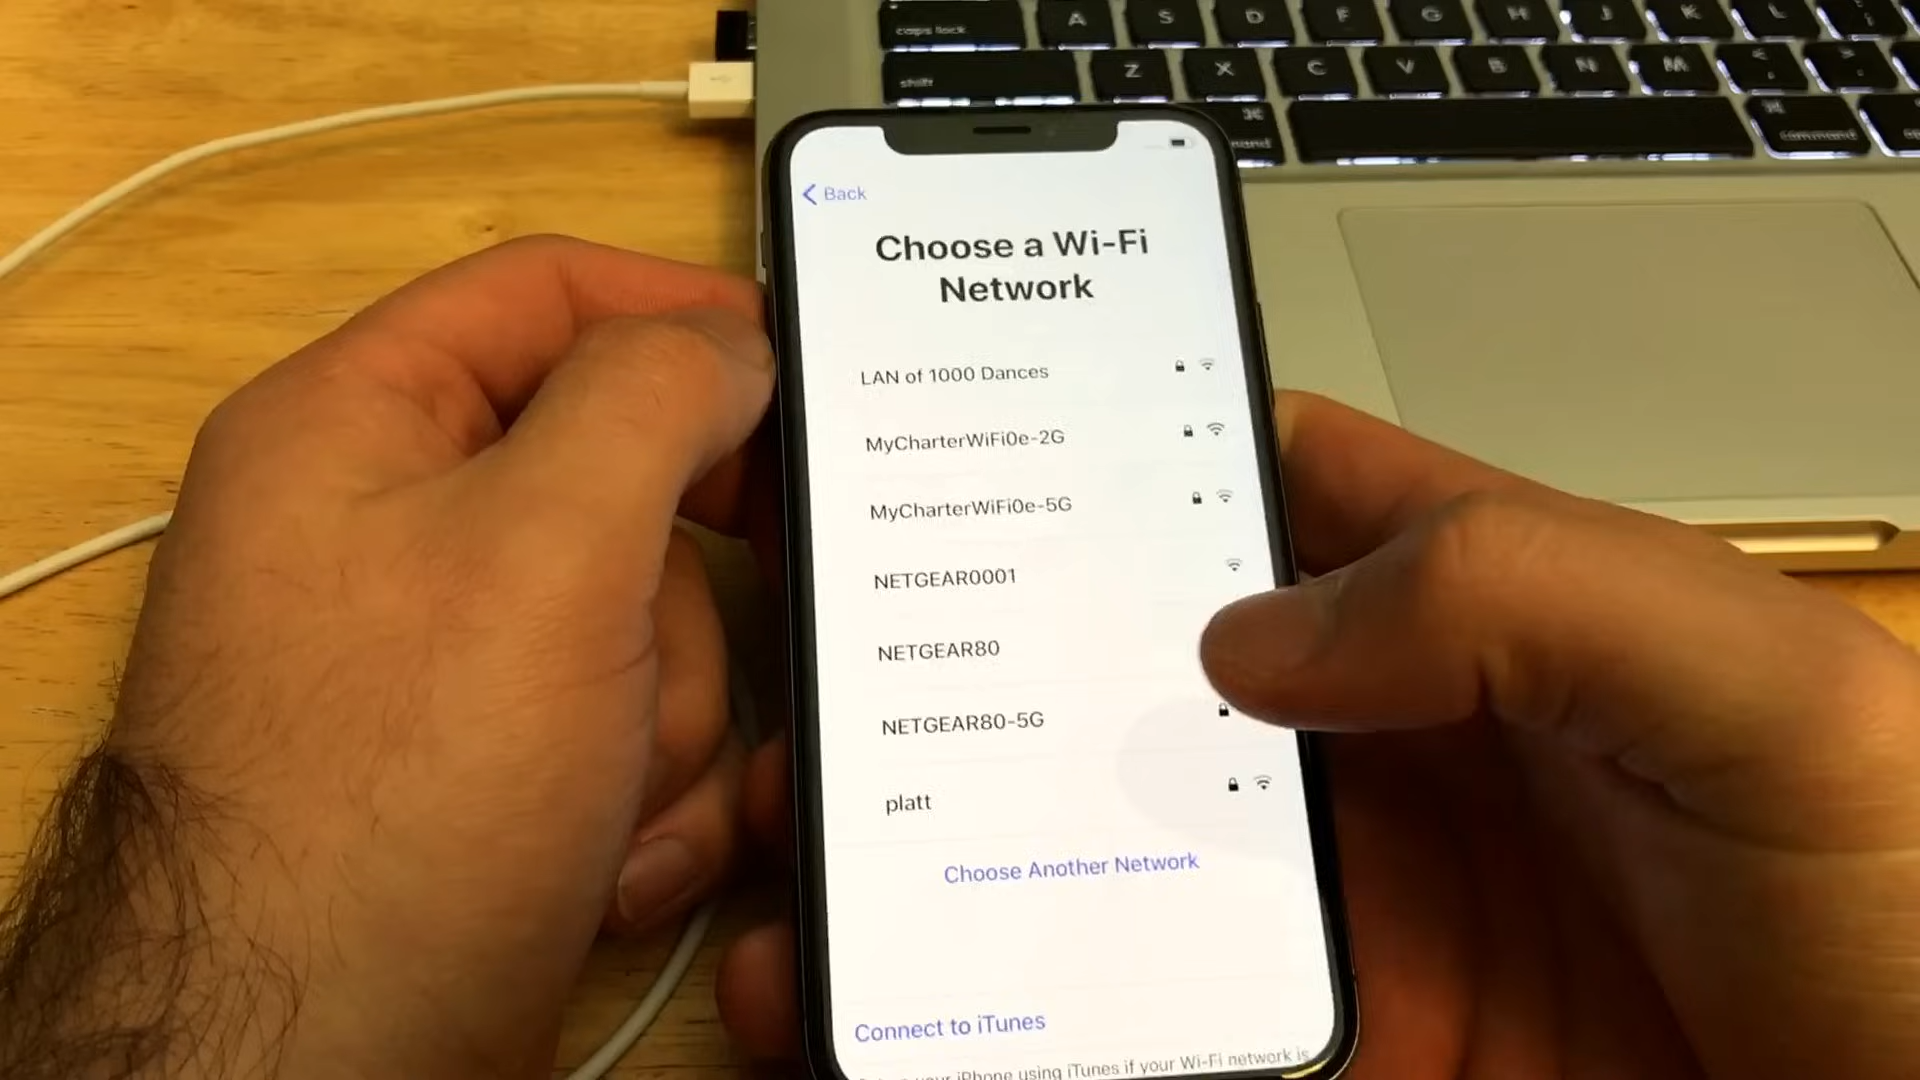 caps lock
A S D F G H J K L ;
shift
Z X C V B N M < , >
⌘
⌘
command
Back
Choose a Wi-Fi
Network
LAN of 1000 Dances
MyCharterWiFi0e-2G
MyCharterWiFi0e-5G
NETGEAR0001
NETGEAR80
NETGEAR80-5G
platt
Choose Another Network
Connect to iTunes
your iPhone using iTunes if your Wi-Fi network is